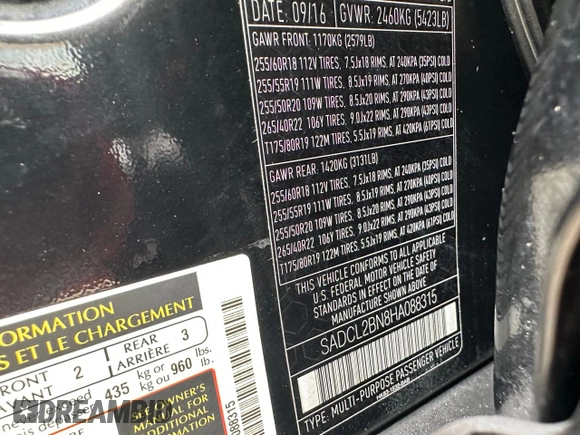 DATE: 09/16 GVWR: 2460KG (5423LB)
GAWR FRONT: 1170KG (2579LB)
255/60R18 112V TIRES, 7.5Jx18 RIMS, AT 240KPA (35PSI) COLD
255/55R19 111W TIRES, 8.5Jx19 RIMS, AT 270KPA (40PSI) COLD
255/50R20 109W TIRES, 8.5Jx20 RIMS, AT 290KPA (43PSI) COLD
265/40R22 106Y TIRES, 9.0Jx22 RIMS, AT 290KPA (43PSI) COLD
T175/80R19 122M TIRES, 5.5Jx19 RIMS, AT 420KPA (61PSI) COLD
GAWR REAR: 1420KG (3131LB)
255/60R18 112V TIRES, 7.5Jx18 RIMS, AT 240KPA (35PSI) COLD
255/55R19 111W TIRES, 8.5Jx19 RIMS, AT 270KPA (40PSI) COLD
255/50R20 109W TIRES, 8.5Jx20 RIMS, AT 290KPA (43PSI) COLD
265/40R22 106Y TIRES, 9.0Jx22 RIMS, AT 290KPA (43PSI) COLD
T175/80R19 122M TIRES, 5.5Jx19 RIMS, AT 420KPA (61PSI) COLD
THIS VEHICLE CONFORMS TO ALL APPLICABLE
U.S. FEDERAL MOTOR VEHICLE SAFETY
STANDARDS IN EFFECT ON THE DATE OF
MANUFACTURE SHOWN ABOVE.
SADCL2BN8HA088315
TYPE: MULTI-PURPOSE PASSENGER VEHICLE
FORMATION
S ET LE CHARGEMENT
FRONT 2 REAR 3
AVANT ARRIÈRE
435 kg or 960 lbs.
kg ou lb.
OWNER'S
MANUAL FOR
ADDITIONAL
088315
DREAMBID